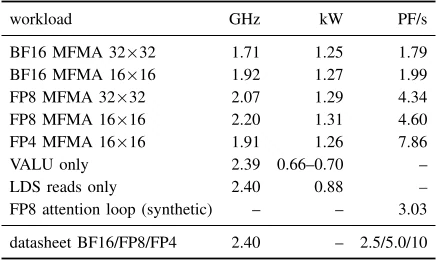 workload GHz kW PF/s
BF16 MFMA 32×32 1.71 1.25 1.79
BF16 MFMA 16×16 1.92 1.27 1.99
FP8 MFMA 32×32 2.07 1.29 4.34
FP8 MFMA 16×16 2.20 1.31 4.60
FP4 MFMA 16×16 1.91 1.26 7.86
VALU only 2.39 0.66–0.70 –
LDS reads only 2.40 0.88 –
FP8 attention loop (synthetic) – – 3.03
datasheet BF16/FP8/FP4 2.40 – 2.5/5.0/10